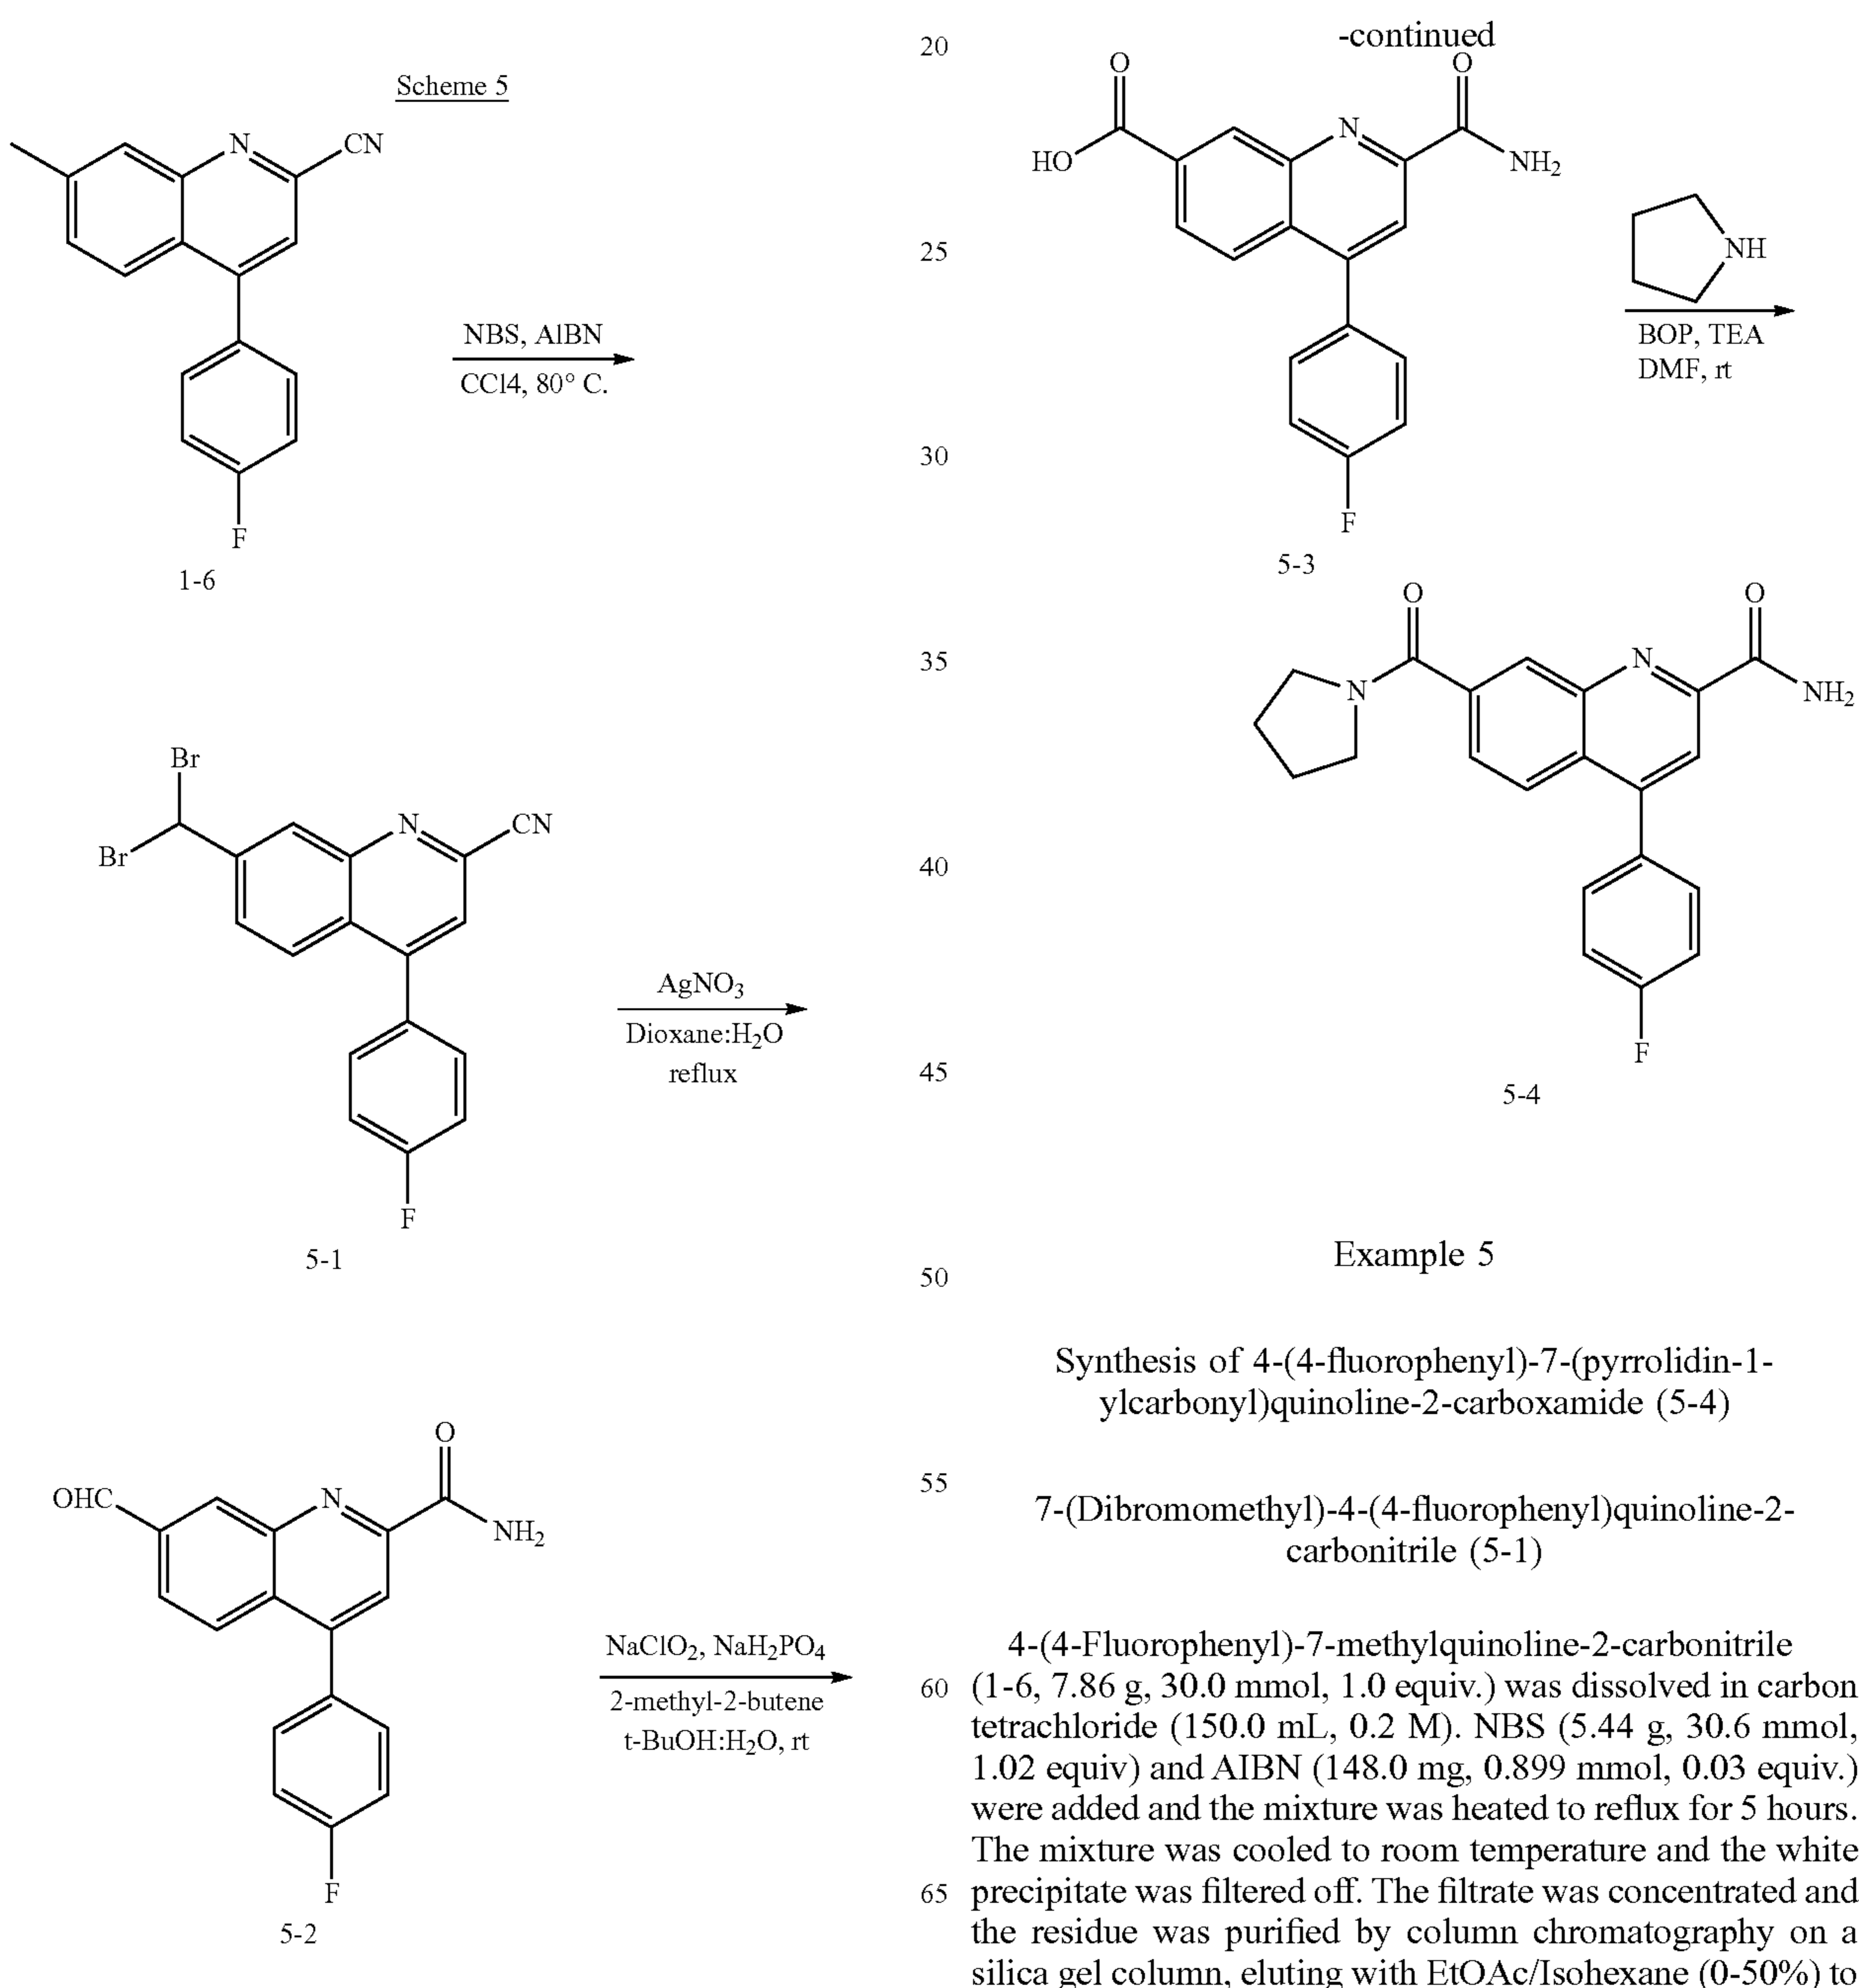 Scheme 5
N
CN
F
1-6
NBS, AlBN
CCl4, 80° C.
Br
Br
N
CN
F
5-1
AgNO3
Dioxane:H2O
reflux
OHC
N
O
NH2
F
5-2
NaClO2, NaH2PO4
2-methyl-2-butene
t-BuOH:H2O, rt
20
25
30
35
40
45
50
55
60
65
-continued
O
HO
N
O
NH2
F
5-3
NH
BOP, TEA
DMF, rt
O
N
N
O
NH2
F
5-4
Example 5
Synthesis of 4-(4-fluorophenyl)-7-(pyrrolidin-1-
ylcarbonyl)quinoline-2-carboxamide (5-4)
7-(Dibromomethyl)-4-(4-fluorophenyl)quinoline-2-
carbonitrile (5-1)
4-(4-Fluorophenyl)-7-methylquinoline-2-carbonitrile
(1-6, 7.86 g, 30.0 mmol, 1.0 equiv.) was dissolved in carbon
tetrachloride (150.0 mL, 0.2 M). NBS (5.44 g, 30.6 mmol,
1.02 equiv) and AIBN (148.0 mg, 0.899 mmol, 0.03 equiv.)
were added and the mixture was heated to reflux for 5 hours.
The mixture was cooled to room temperature and the white
precipitate was filtered off. The filtrate was concentrated and
the residue was purified by column chromatography on a
silica gel column, eluting with EtOAc/Isohexane (0-50%) to